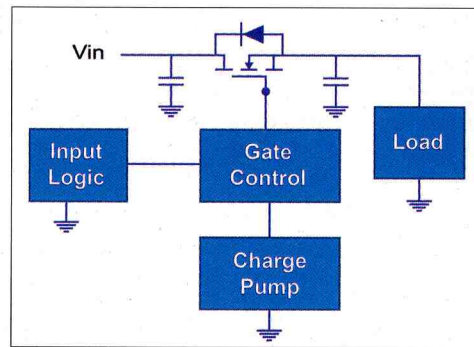 Vin
Input
Logic
Gate
Control
Load
Charge
Pump